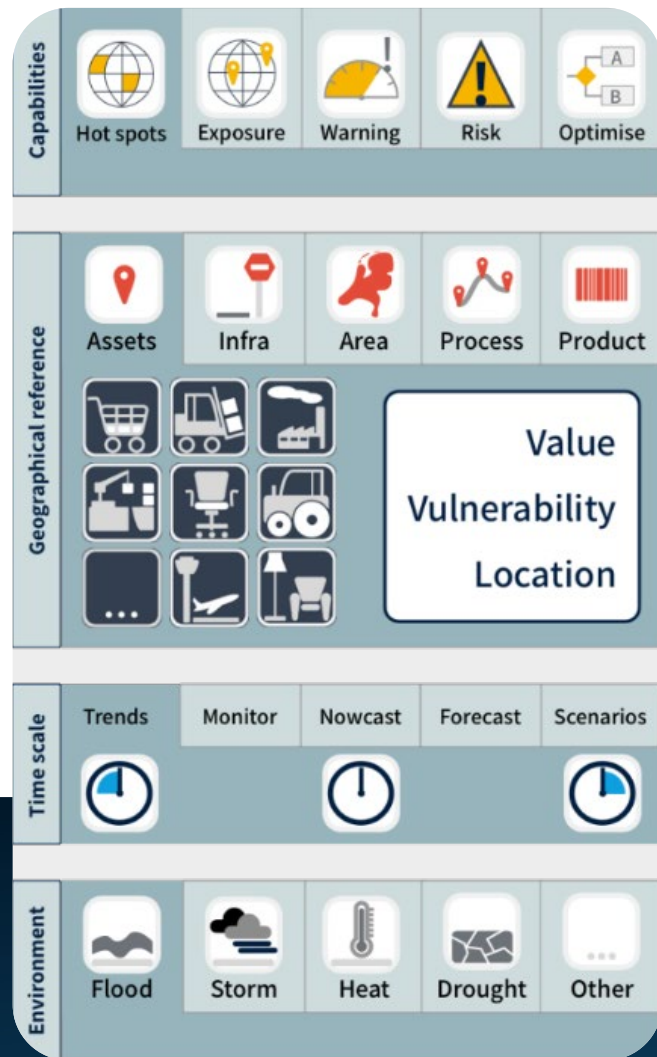 Capabilities
Hot spots
Exposure
Warning
Risk
Optimise
A
B
Geographical reference
Assets
Infra
Area
Process
Product
Value
Vulnerability
Location
...
Time scale
Trends
Monitor
Nowcast
Forecast
Scenarios
Environment
Flood
Storm
Heat
Drought
Other
...